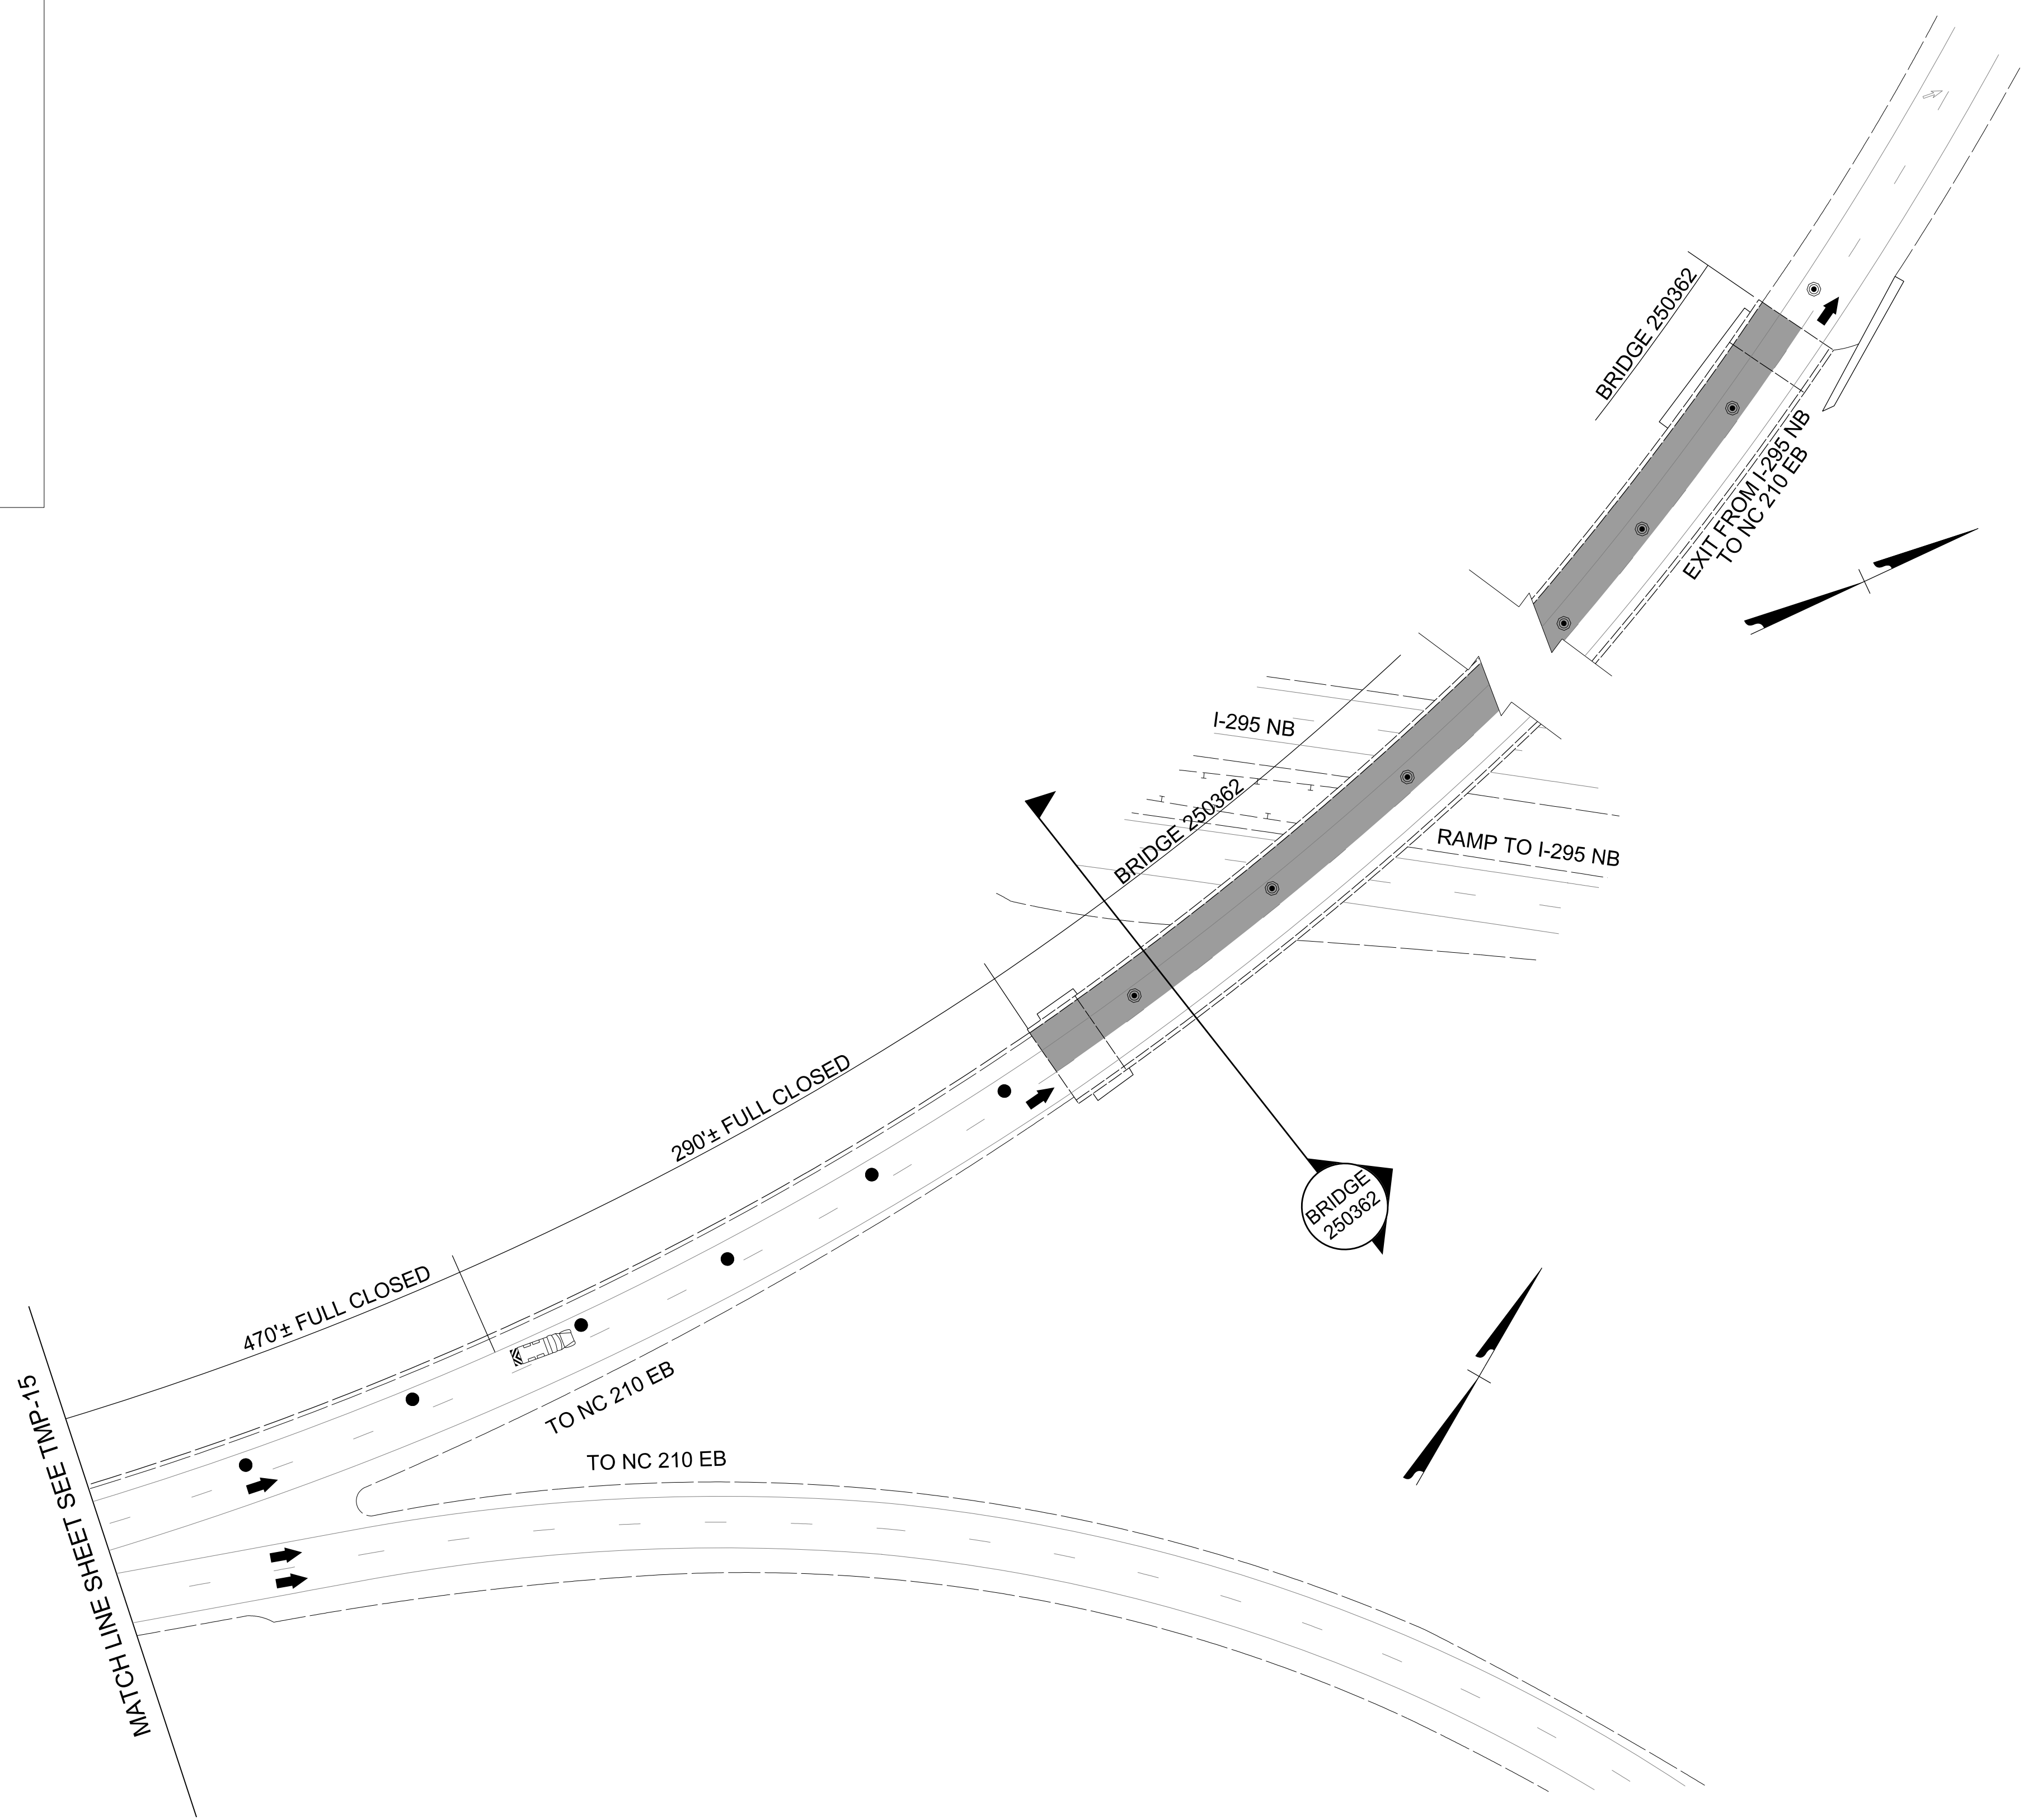 BRIDGE 250362
EXIT FROM I-295 NB
TO NC 210 EB
I-295 NB
BRIDGE 250362
RAMP TO I-295 NB
290'± FULL CLOSED
BRIDGE
250362
470'± FULL CLOSED
TO NC 210 EB
TO NC 210 EB
MATCH LINE SHEET SEE TMP-15